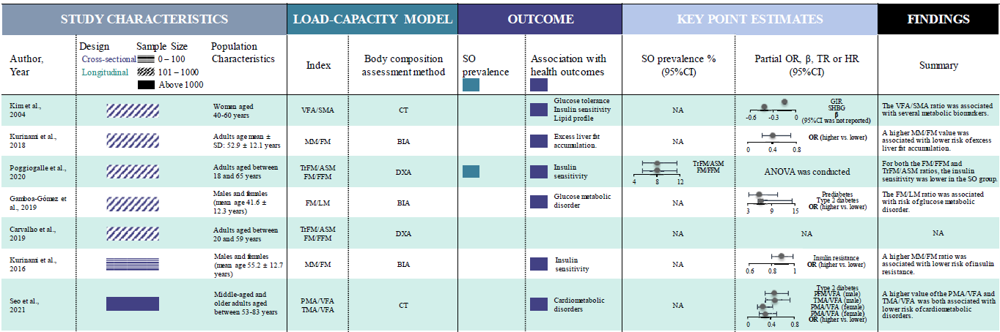 STUDY CHARACTERISTICS
LOAD-CAPACITY MODEL
OUTCOME
KEY POINT ESTIMATES
FINDINGS
Author,
Year
Design
Cross-sectional
Longitudinal
Sample Size
0 – 100
101 – 1000
Above 1000
Population
Characteristics
Index
Body composition
assessment method
SO
prevalence
Association with
health outcomes
SO prevalence %
(95%CI)
Partial OR, β, TR or HR
(95%CI)
Summary
Kim et al.,
2004
Women aged
40-60 years
VFA/SMA
CT
Glucose tolerance
Insulin sensitivity
Lipid profile
NA
GIR
SHBG
β
(95%CI was not reported)
-0.6 -0.3 0
The VFA/SMA ratio was associated
with several metabolic biomarkers.
Kurinami et al.,
2018
Adults age mean ±
SD: 52.9 ± 12.1 years
MM/FM
BIA
Excess liver fat
accumulation.
NA
OR (higher vs. lower)
0 0.4 0.8
A higher MM/FM value was
associated with lower risk of excess
liver fat accumulation.
Poggiogalle et al.,
2020
Adults aged between
18 and 65 years
TrFM/ASM
FM/FFM
DXA
Insulin
sensitivity
TrFM/ASM
FM/FFM
4 8 12
ANOVA was conducted
For both the FM/FFM and
TrFM/ASM ratios, the insulin
sensitivity was lower in the SO group.
Gamboa-Gómez et
al., 2019
Males and females
(mean age 41.6 ±
12.3 years)
FM/LM
BIA
Glucose metabolic
disorder
NA
Prediabetes
Type 2 diabetes
OR (higher vs. lower)
3 9 15
The FM/LM ratio was associated
with risk of glucose metabolic
disorder.
Carvalho et al.,
2019
Adults aged between
20 and 59 years
TrFM/ASM
FM/FFM
DXA
NA
NA
NA
Kurinami et al.,
2016
Males and females
(mean age 55.2 ± 12.7
years)
MM/FM
BIA
Insulin
sensitivity
NA
Insulin resistance
OR (higher vs. lower)
0.6 0.8 1
A higher MM/FM ratio was
associated with lower risk of insulin
resistance.
Seo et al.,
2021
Middle-aged and
older adults aged
between 53-83 years
PMA/VFA
TMA/VFA
CT
Cardiometabolic
disorders
NA
Type 2 diabetes
PFM/VFA (male)
TMA/VFA (male)
PMA/VFA (female)
PMA/VFA (female)
OR (higher vs. lower)
0 0.4 0.8
A higher value of the PMA/VFA and
TMA/VFA was both associated with
lower risk of cardiometabolic
disorders.